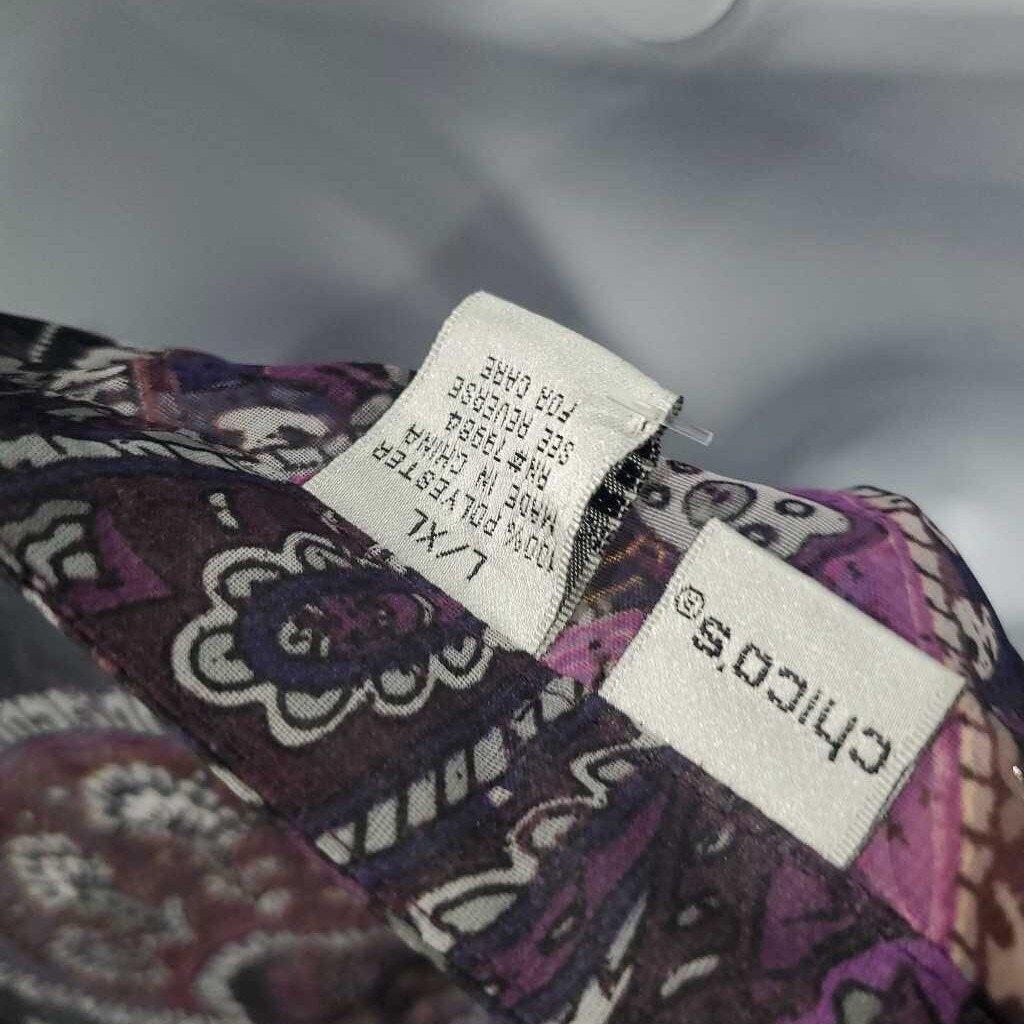 L/XL
100% POLYESTER
MADE IN CHINA
RN# 79984
SEE REVERSE
FOR CARE
chico's®